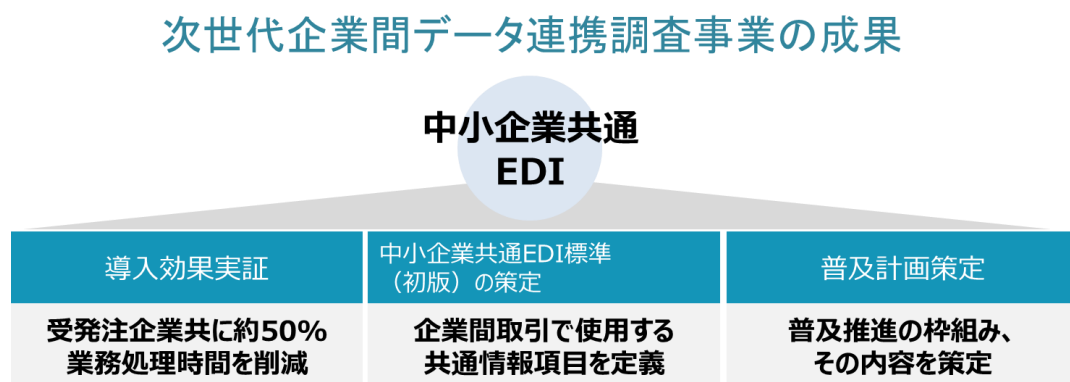 次世代企業間データ連携調査事業の成果
中小企業共通
EDI
導入効果実証
中小企業共通EDI標準
（初版）の策定
普及計画策定
受発注企業共に約50%
業務処理時間を削減
企業間取引で使用する
共通情報項目を定義
普及推進の枠組み、
その内容を策定